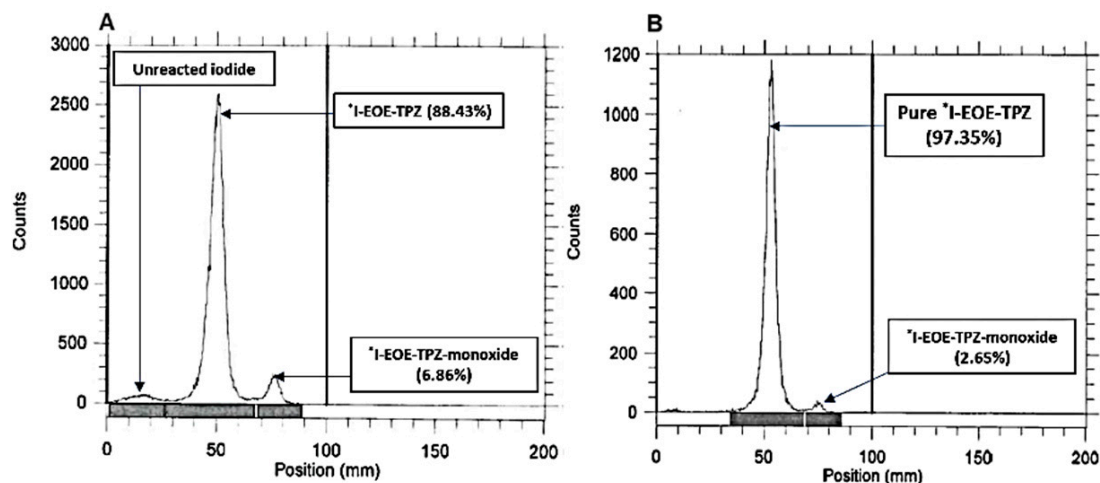 A
3000
2500
2000
1500
1000
500
0
Counts
Unreacted iodide
*I-EOE-TPZ (88.43%)
*I-EOE-TPZ-monoxide
(6.86%)
0 50 100 150 200
Position (mm)
B
1200
1000
800
600
400
200
0
Counts
Pure *I-EOE-TPZ
(97.35%)
*I-EOE-TPZ-monoxide
(2.65%)
0 50 100 150 200
Position (mm)